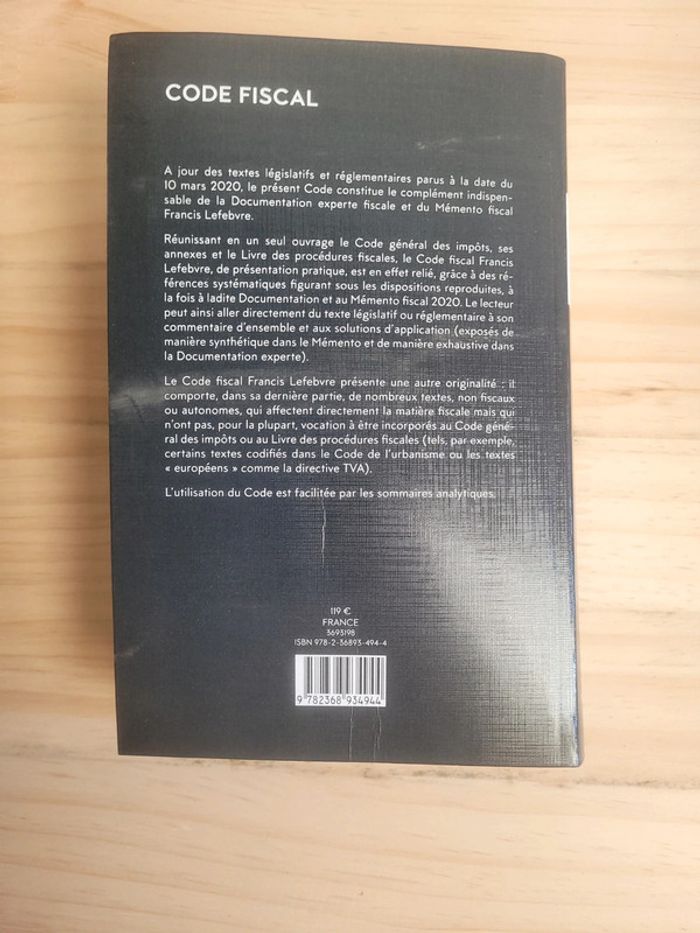 CODE FISCAL
A jour des textes législatifs et réglementaires parus à la date du
10 mars 2020, le présent Code constitue le complément indispen-
sable de la Documentation experte fiscale et du Mémento fiscal
Francis Lefebvre.
Réunissant en un seul ouvrage le Code général des impôts, ses
annexes et le Livre des procédures fiscales, le Code fiscal Francis
Lefebvre, de présentation pratique, est en effet relié, grâce à des ré-
férences systématiques figurant sous les dispositions reproduites, à
la fois à ladite Documentation et au Mémento fiscal 2020. Le lecteur
peut ainsi aller directement du texte législatif ou réglementaire à son
commentaire d'ensemble et aux solutions d'application (exposés de
manière synthétique dans le Mémento et de manière exhaustive dans
la Documentation experte).
Le Code fiscal Francis Lefebvre présente une autre originalité : il
comporte, dans sa dernière partie, de nombreux textes, non fiscaux
ou autonomes, qui affectent directement la matière fiscale mais qui
n'ont pas, pour la plupart, vocation à être incorporés au Code géné-
ral des impôts ou au Livre des procédures fiscales (tels, par exemple,
certains textes codifiés dans le Code de l'urbanisme ou les textes
« européens » comme la directive TVA).
L'utilisation du Code est facilitée par les sommaires analytiques.
119 €
FRANCE
3693198
ISBN 978-2-36893-494-4
9 782368 934944